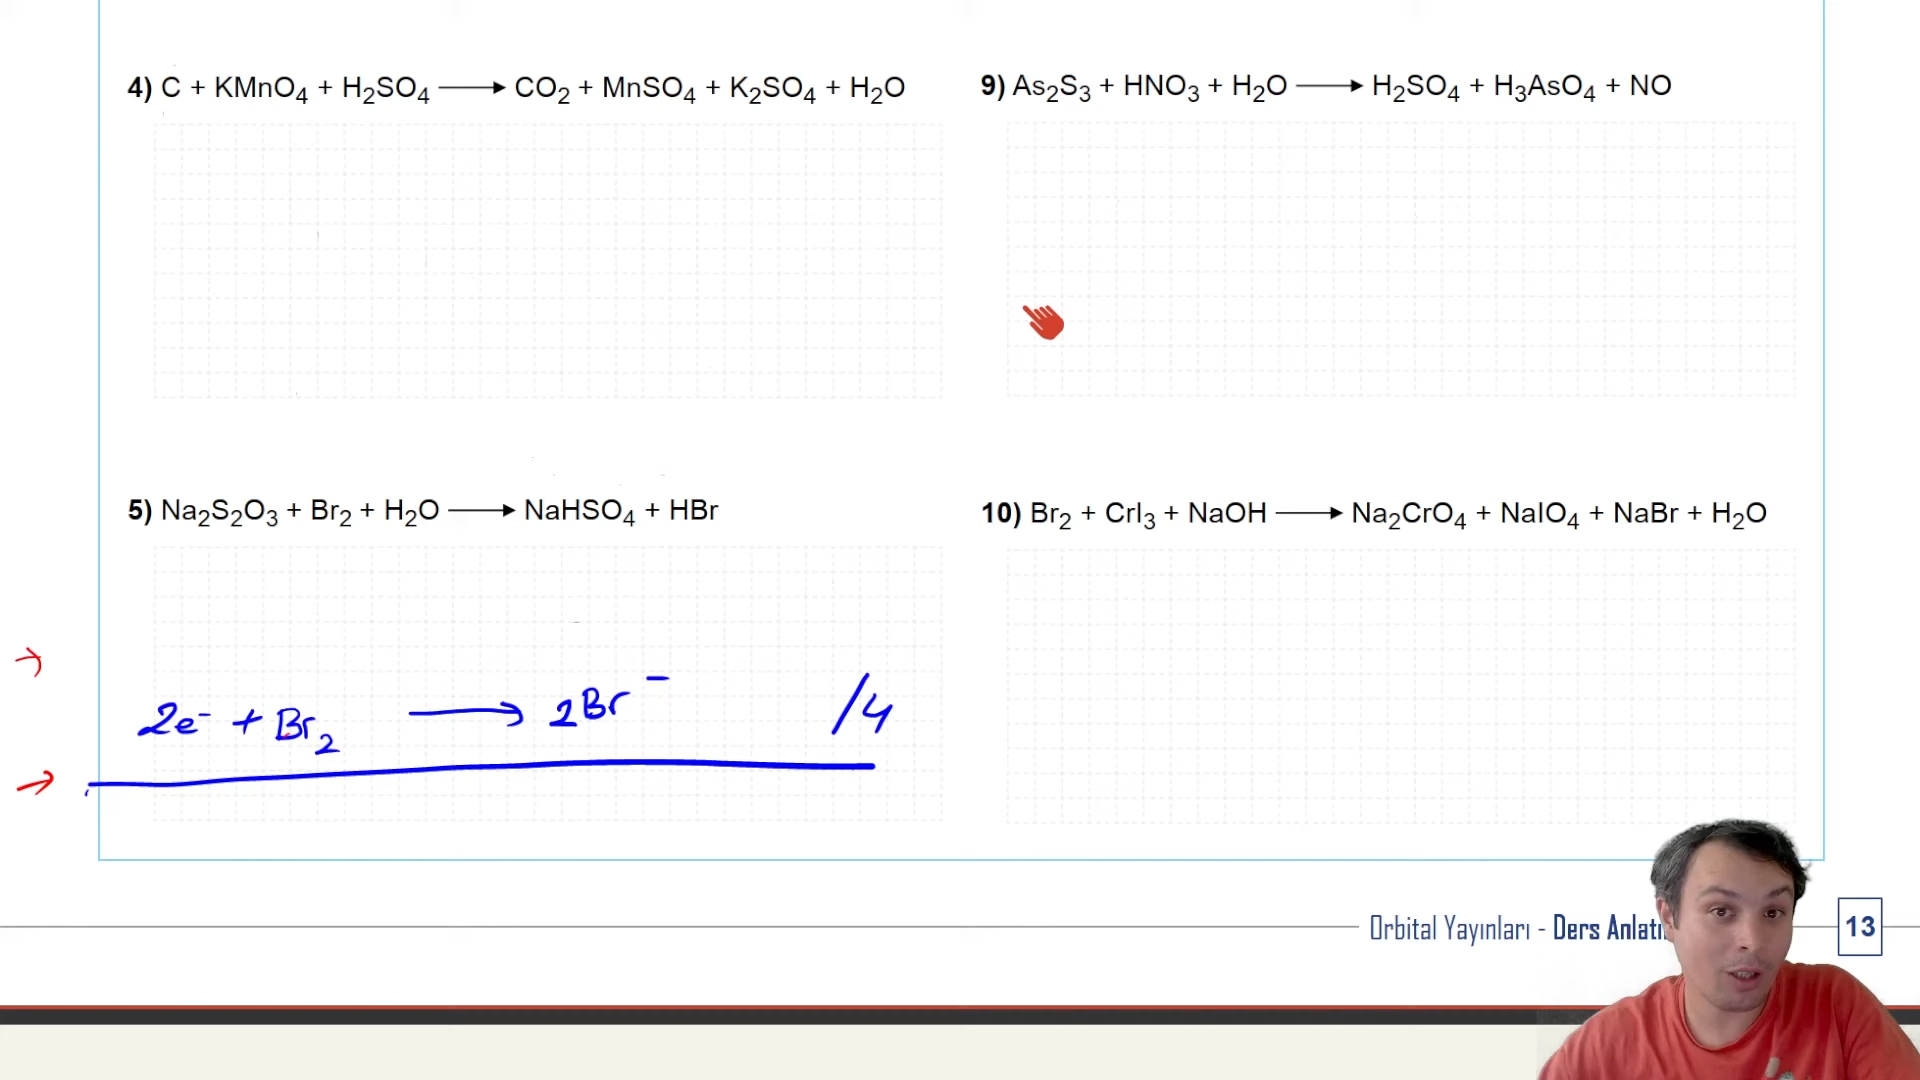 4) C + KMnO₄ + H₂SO₄ ⟶ CO₂ + MnSO₄ + K₂SO₄ + H₂O
5) Na₂S₂O₃ + Br₂ + H₂O ⟶ NaHSO₄ + HBr
2e⁻ + Br₂ ⟶ 2Br⁻ /4
9) As₂S₃ + HNO₃ + H₂O ⟶ H₂SO₄ + H₃AsO₄ + NO
10) Br₂ + CrI₃ + NaOH ⟶ Na₂CrO₄ + NaIO₄ + NaBr + H₂O
Orbital Yayınları - Ders
13